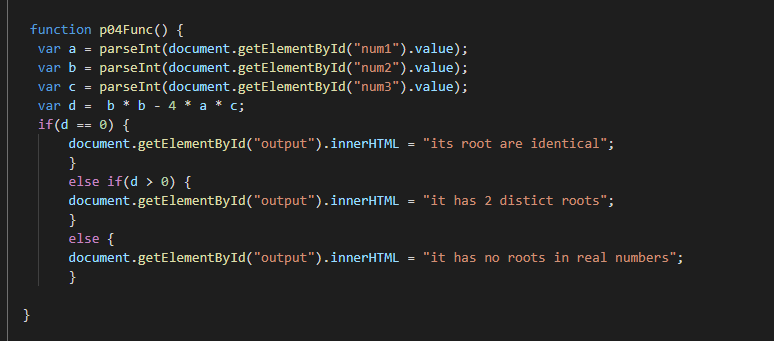 function p04Func() {
var a = parseInt(document.getElementById("num1").value);
var b = parseInt(document.getElementById("num2").value);
var c = parseInt(document.getElementById("num3").value);
var d =  b * b - 4 * a * c;
if(d == 0) {
document.getElementById("output").innerHTML = "its root are identical";
}
else if(d > 0) {
document.getElementById("output").innerHTML = "it has 2 distict roots";
}
else {
document.getElementById("output").innerHTML = "it has no roots in real numbers";
}
}